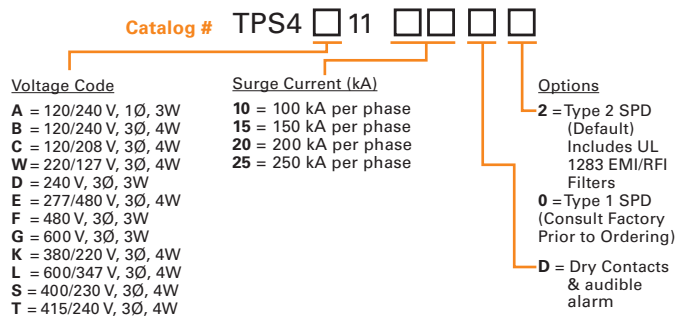 Catalog # TPS4 11
Voltage Code
A = 120/240 V, 1Ø, 3W
B = 120/240 V, 3Ø, 4W
C = 120/208 V, 3Ø, 4W
W = 220/127 V, 3Ø, 4W
D = 240 V, 3Ø, 3W
E = 277/480 V, 3Ø, 4W
F = 480 V, 3Ø, 3W
G = 600 V, 3Ø, 3W
K = 380/220 V, 3Ø, 4W
L = 600/347 V, 3Ø, 4W
S = 400/230 V, 3Ø, 4W
T = 415/240 V, 3Ø, 4W
Surge Current (kA)
10 = 100 kA per phase
15 = 150 kA per phase
20 = 200 kA per phase
25 = 250 kA per phase
Options
2 = Type 2 SPD
(Default)
Includes UL
1283 EMI/RFI
Filters
0 = Type 1 SPD
(Consult Factory
Prior to Ordering)
D = Dry Contacts
& audible
alarm